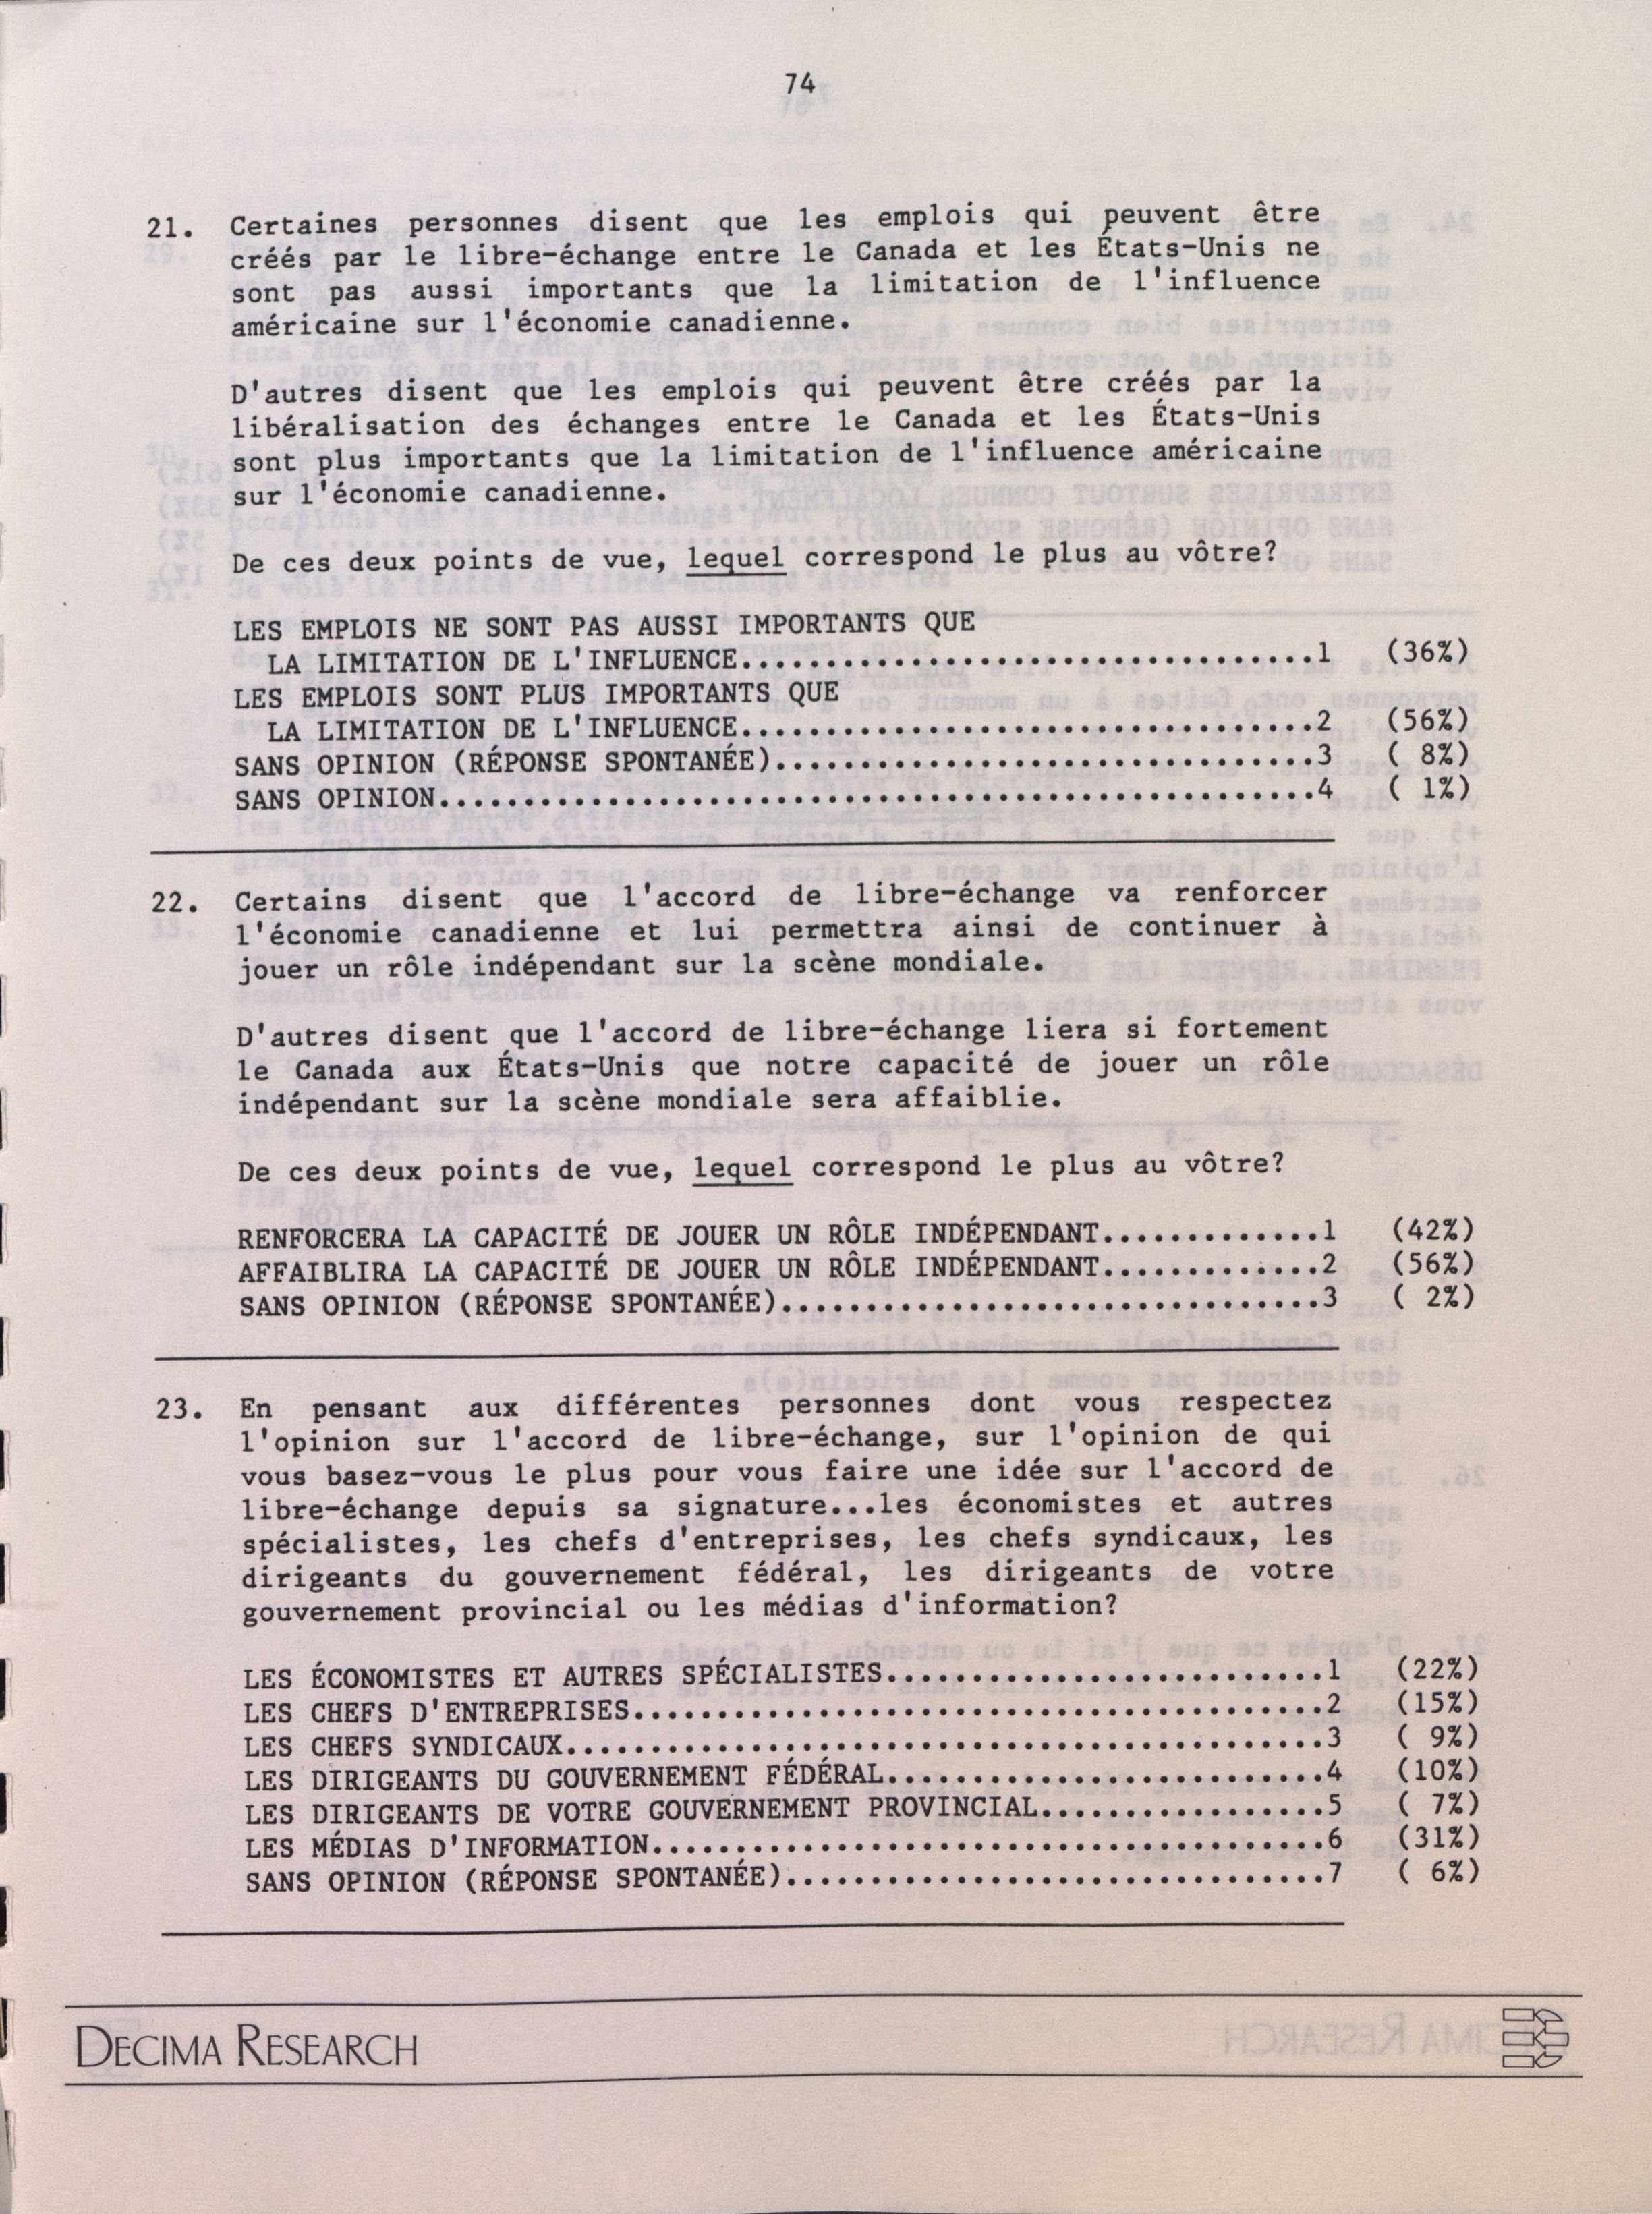 74
21. Certaines personnes disent que les emplois qui peuvent être
créés par le libre-échange entre le Canada et les États-Unis ne
sont pas aussi importants que la limitation de l'influence
américaine sur l'économie canadienne.
D'autres disent que les emplois qui peuvent être créés par la
libéralisation des échanges entre le Canada et les États-Unis
sont plus importants que la limitation de l'influence américaine
sur l'économie canadienne.
De ces deux points de vue, lequel correspond le plus au vôtre?
LES EMPLOIS NE SONT PAS AUSSI IMPORTANTS QUE
LA LIMITATION DE L'INFLUENCE..................................1 (36%)
LES EMPLOIS SONT PLUS IMPORTANTS QUE
LA LIMITATION DE L'INFLUENCE..................................2 (56%)
SANS OPINION (RÉPONSE SPONTANÉE)................................3 ( 8%)
SANS OPINION....................................................4 ( 1%)
22. Certains disent que l'accord de libre-échange va renforcer
l'économie canadienne et lui permettra ainsi de continuer à
jouer un rôle indépendant sur la scène mondiale.
D'autres disent que l'accord de libre-échange liera si fortement
le Canada aux États-Unis que notre capacité de jouer un rôle
indépendant sur la scène mondiale sera affaiblie.
De ces deux points de vue, lequel correspond le plus au vôtre?
RENFORCERA LA CAPACITÉ DE JOUER UN RÔLE INDÉPENDANT.............1 (42%)
AFFAIBLIRA LA CAPACITÉ DE JOUER UN RÔLE INDÉPENDANT.............2 (56%)
SANS OPINION (RÉPONSE SPONTANÉE)................................3 ( 2%)
23. En pensant aux différentes personnes dont vous respectez
l'opinion sur l'accord de libre-échange, sur l'opinion de qui
vous basez-vous le plus pour vous faire une idée sur l'accord de
libre-échange depuis sa signature...les économistes et autres
spécialistes, les chefs d'entreprises, les chefs syndicaux, les
dirigeants du gouvernement fédéral, les dirigeants de votre
gouvernement provincial ou les médias d'information?
LES ÉCONOMISTES ET AUTRES SPÉCIALISTES..........................1 (22%)
LES CHEFS D'ENTREPRISES.........................................2 (15%)
LES CHEFS SYNDICAUX.............................................3 ( 9%)
LES DIRIGEANTS DU GOUVERNEMENT FÉDÉRAL..........................4 (10%)
LES DIRIGEANTS DE VOTRE GOUVERNEMENT PROVINCIAL.................5 ( 7%)
LES MÉDIAS D'INFORMATION........................................6 (31%)
SANS OPINION (RÉPONSE SPONTANÉE)................................7 ( 6%)
DECIMA RESEARCH